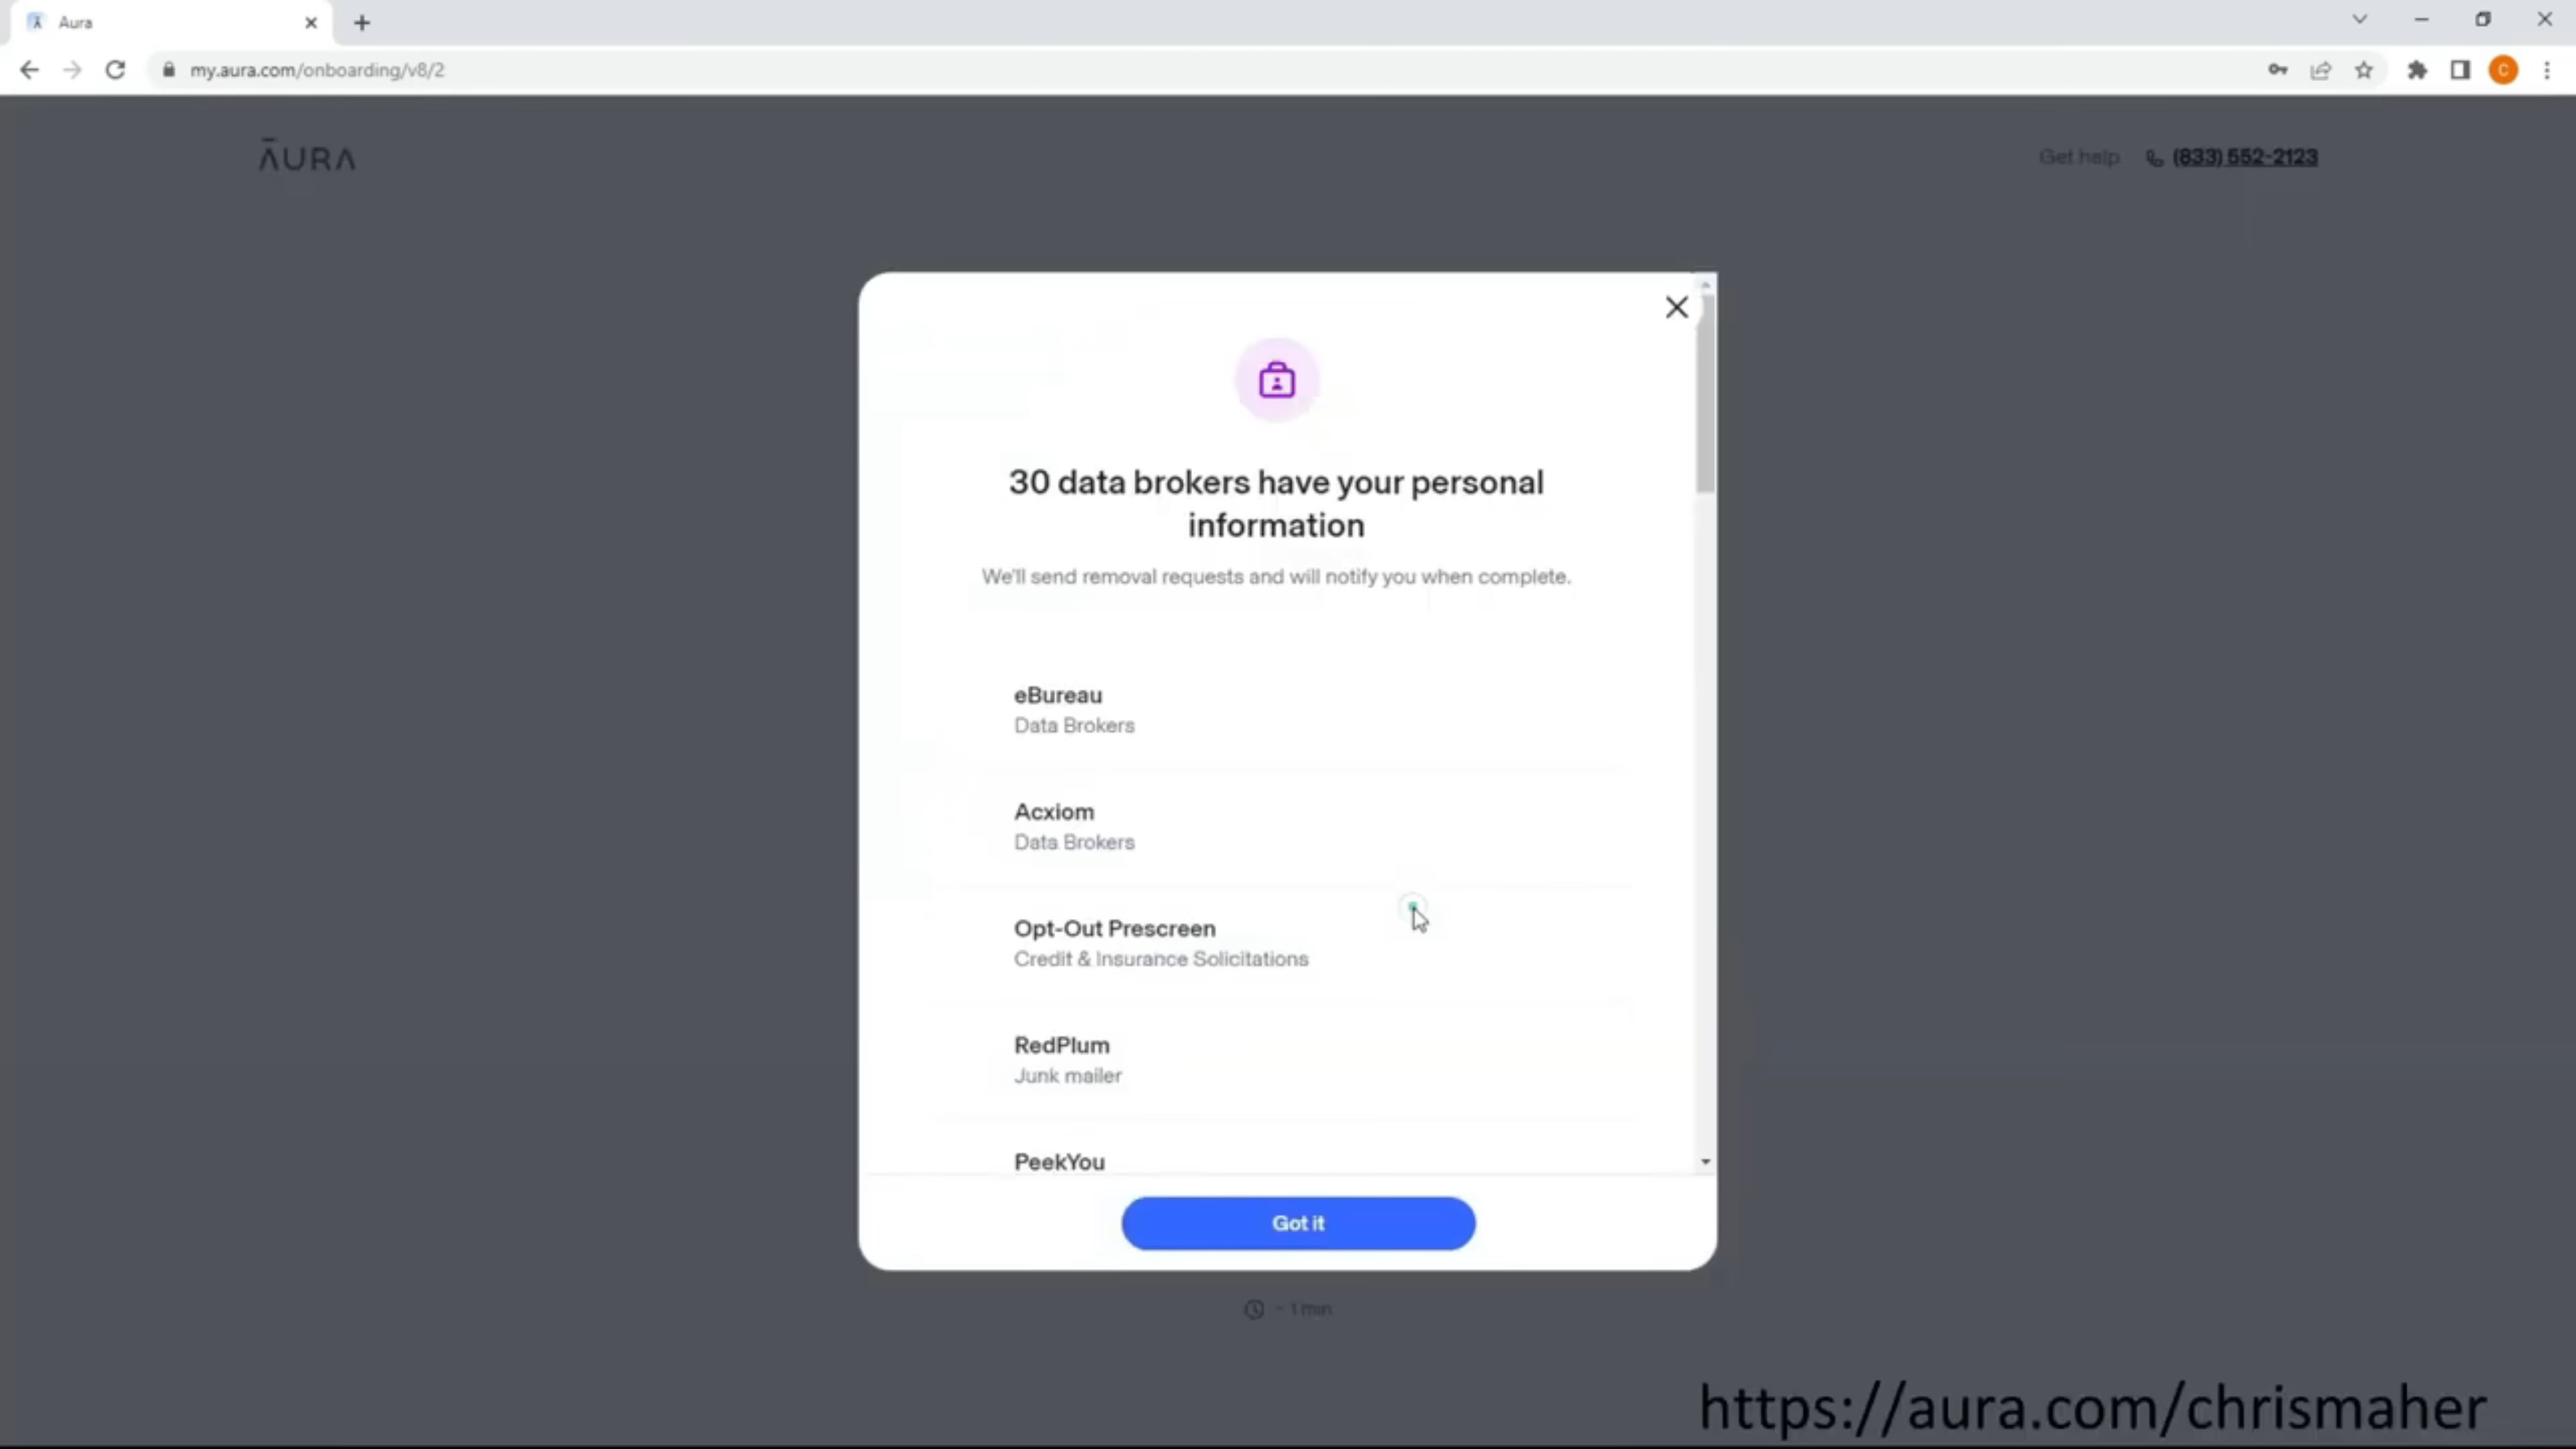 Aura
my.aura.com/onboarding/v8/2
C
ĀURA
Get help (833) 552-2123
30 data brokers have your personal
information
We'll send removal requests and will notify you when complete.
eBureau
Data Brokers
Acxiom
Data Brokers
Opt-Out Prescreen
Credit & Insurance Solicitations
RedPlum
Junk mailer
PeekYou
Got it
~ 1 min
https://aura.com/chrismaher